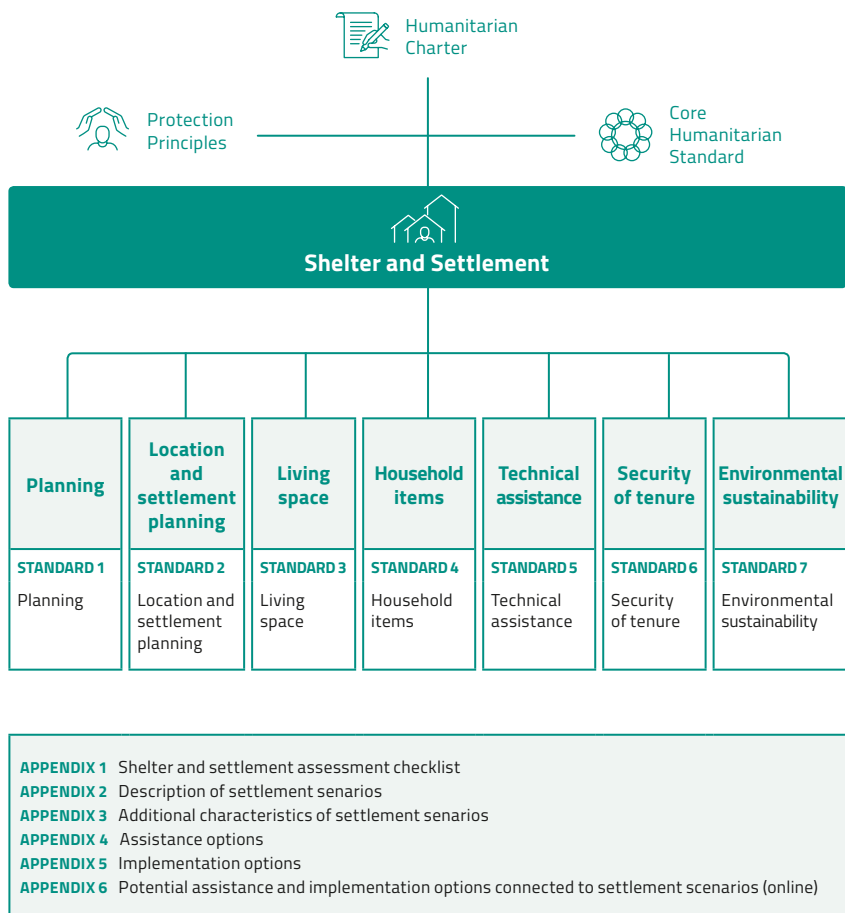 Humanitarian
Charter
Protection
Principles
Core
Humanitarian
Standard
Shelter and Settlement
Planning
Location
and
settlement
planning
Living
space
Household
items
Technical
assistance
Security
of tenure
Environmental
sustainability
STANDARD 1
Planning
STANDARD 2
Location and
settlement
planning
STANDARD 3
Living
space
STANDARD 4
Household
items
STANDARD 5
Technical
assistance
STANDARD 6
Security
of tenure
STANDARD 7
Environmental
sustainability
APPENDIX 1 Shelter and settlement assessment checklist
APPENDIX 2 Description of settlement senarios
APPENDIX 3 Additional characteristics of settlement senarios
APPENDIX 4 Assistance options
APPENDIX 5 Implementation options
APPENDIX 6 Potential assistance and implementation options connected to settlement scenarios (online)